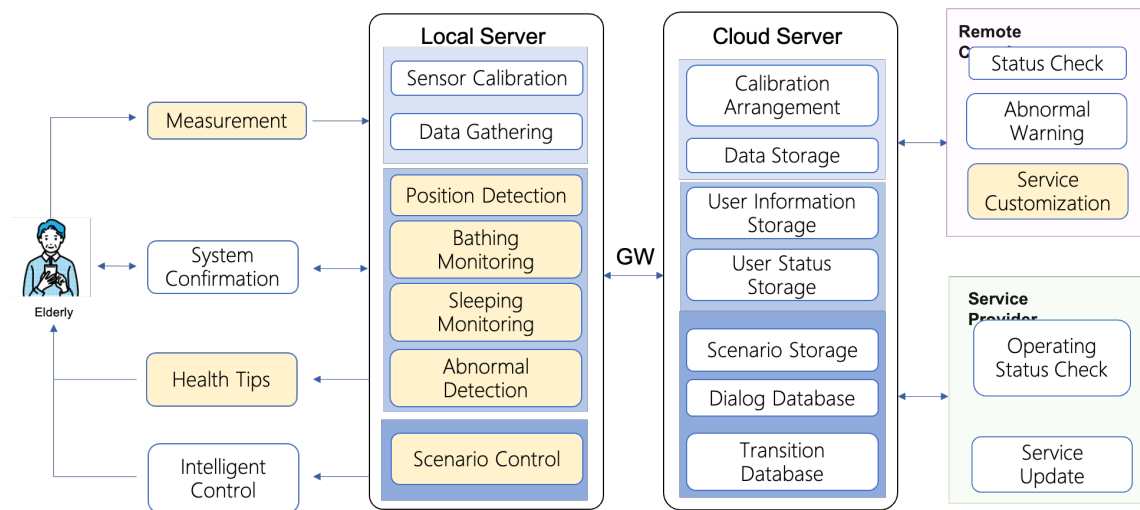 Measurement
System
Confirmation
Elderly
Health Tips
Intelligent
Control
Local Server
Sensor Calibration
Data Gathering
Position Detection
Bathing
Monitoring
Sleeping
Monitoring
Abnormal
Detection
Scenario Control
GW
Cloud Server
Calibration
Arrangement
Data Storage
User Information
Storage
User Status
Storage
Scenario Storage
Dialog Database
Transition
Database
Remote
Status Check
Abnormal
Warning
Service
Customization
Service
Provider
Operating
Status Check
Service
Update